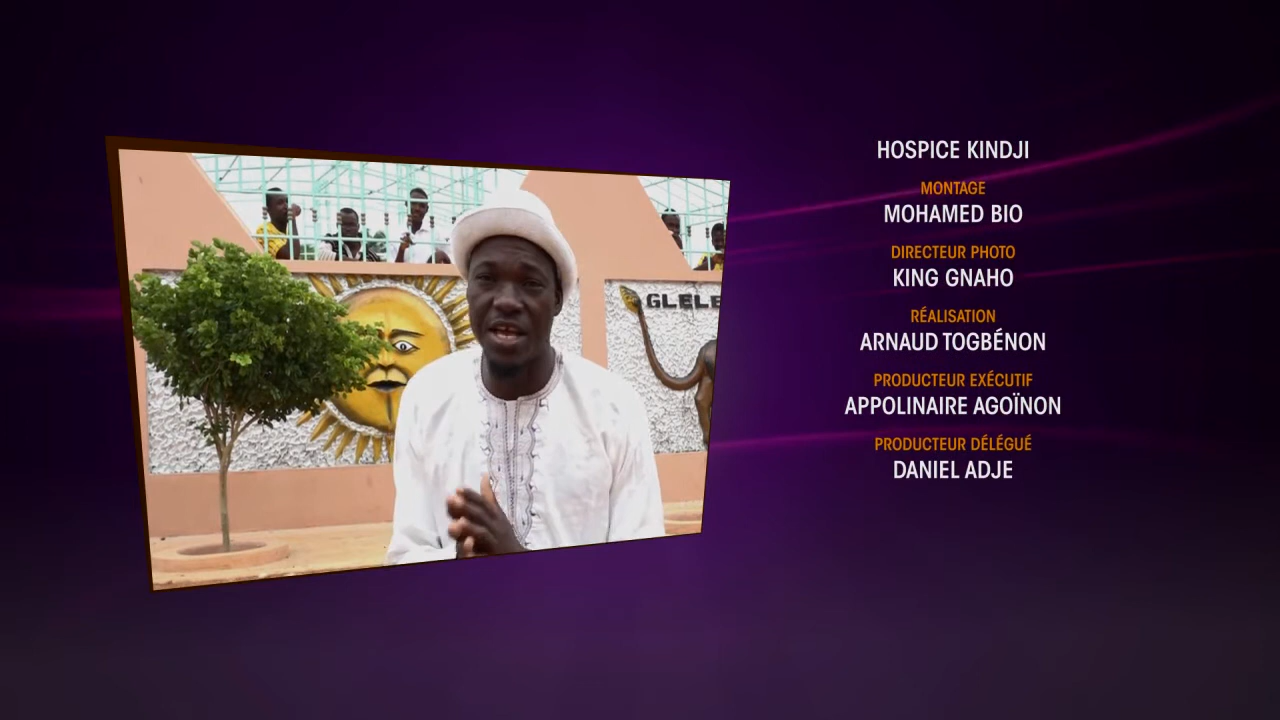 GLELE
HOSPICE KINDJI
MONTAGE
MOHAMED BIO
DIRECTEUR PHOTO
KING GNAHO
RÉALISATION
ARNAUD TOGBÉNON
PRODUCTEUR EXÉCUTIF
APPOLINAIRE AGOÏNON
PRODUCTEUR DÉLÉGUÉ
DANIEL ADJE